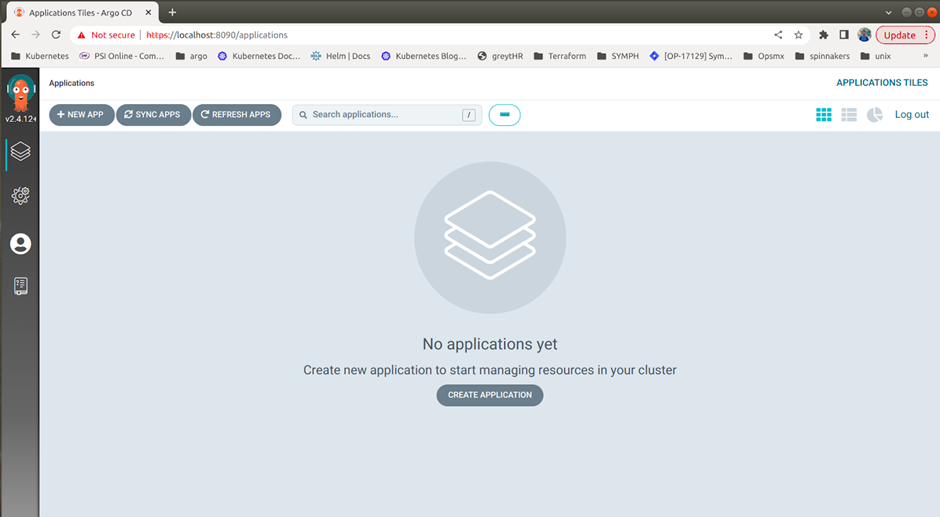 Applications Tiles - Argo CD
Not secure https://localhost:8090/applications Update
Kubernetes PSI Online - Com... argo Kubernetes Doc... Helm | Docs Kubernetes Blog... greytHR Terraform SYMPH [OP-17129] Sym... Opsmx spinnakers unix »
Applications APPLICATIONS TILES
v2.4.12+
+ NEW APP SYNC APPS REFRESH APPS Search applications... / Log out
No applications yet
Create new application to start managing resources in your cluster
CREATE APPLICATION